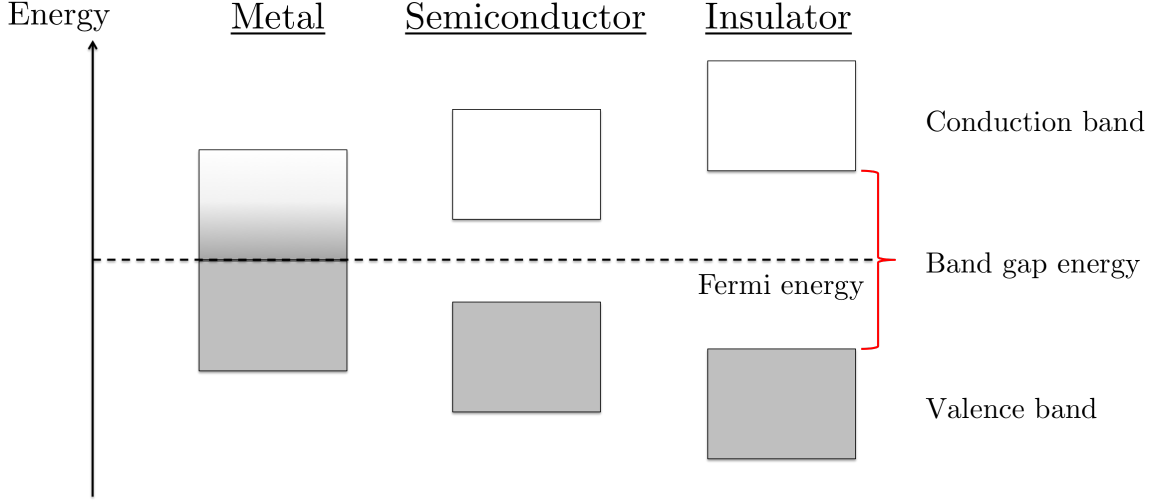 Energy
Metal
Semiconductor
Insulator
Conduction band
Fermi energy
Band gap energy
Valence band